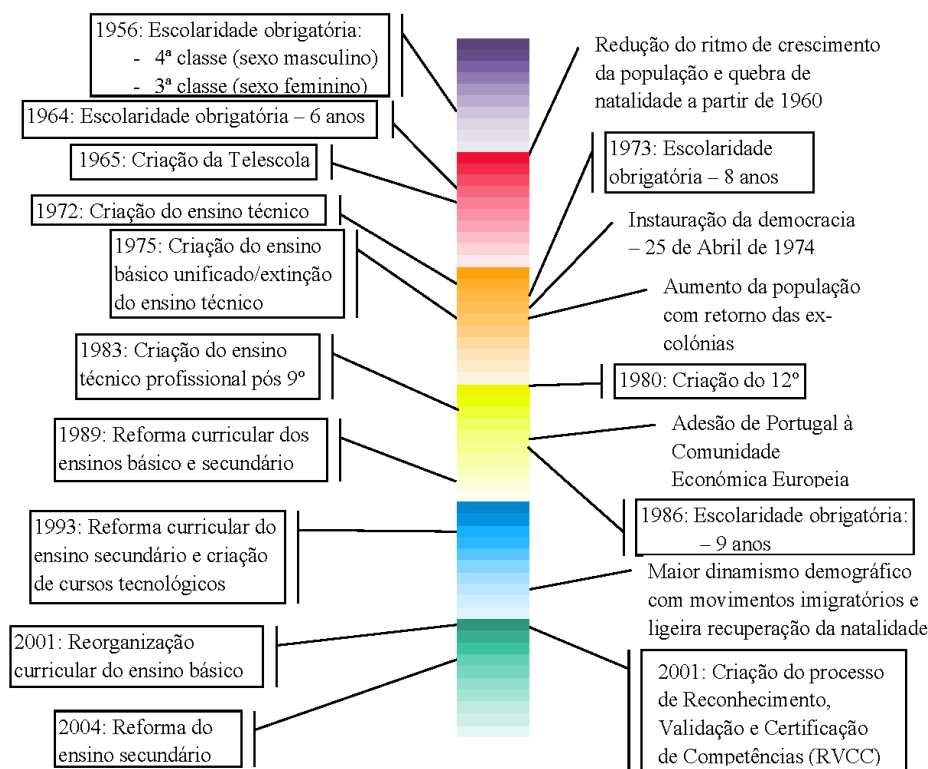 1956: Escolaridade obrigatória:
- 4ª classe (sexo masculino)
- 3ª classe (sexo feminino)
1964: Escolaridade obrigatória – 6 anos
1965: Criação da Telescola
1972: Criação do ensino técnico
1975: Criação do ensino
básico unificado/extinção
do ensino técnico
1983: Criação do ensino
técnico profissional pós 9º
1989: Reforma curricular dos
ensinos básico e secundário
1993: Reforma curricular do
ensino secundário e criação
de cursos tecnológicos
2001: Reorganização
curricular do ensino básico
2004: Reforma do
ensino secundário
Redução do ritmo de crescimento
da população e quebra de
natalidade a partir de 1960
1973: Escolaridade
obrigatória – 8 anos
Instauração da democracia
– 25 de Abril de 1974
Aumento da população
com retorno das ex-
colónias
1980: Criação do 12º
Adesão de Portugal à
Comunidade
Económica Europeia
1986: Escolaridade obrigatória:
– 9 anos
Maior dinamismo demográfico
com movimentos imigratórios e
ligeira recuperação da natalidade
2001: Criação do processo
de Reconhecimento,
Validação e Certificação
de Competências (RVCC)